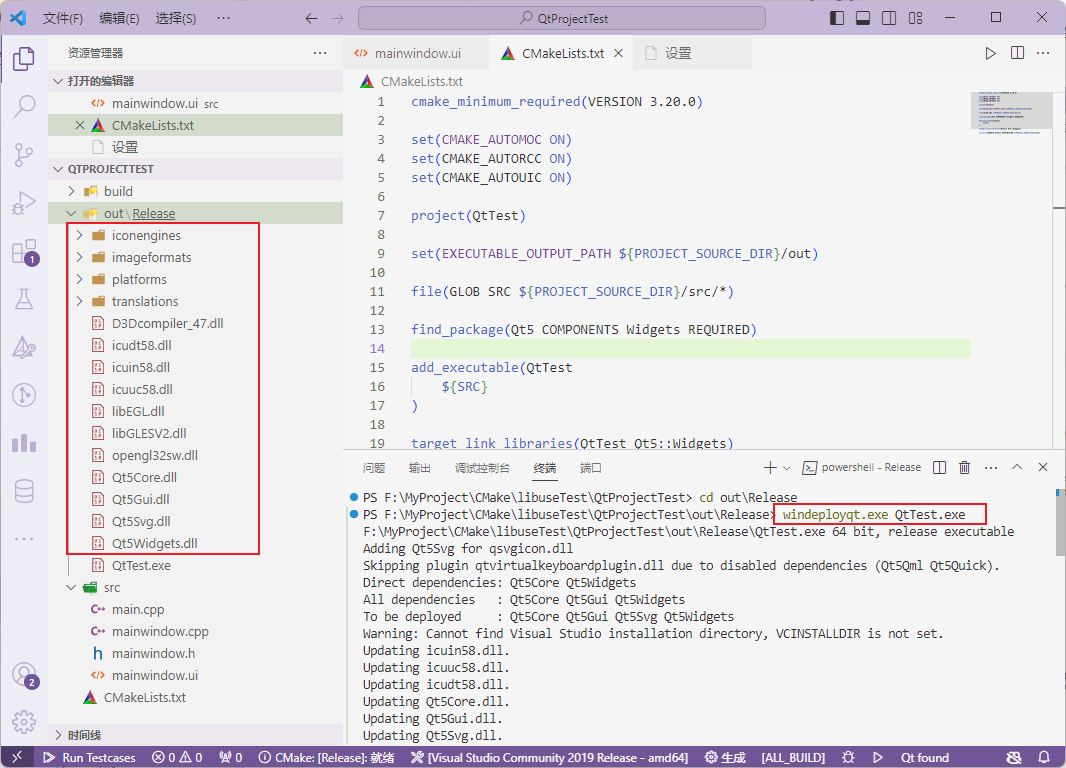 文件(F) 编辑(E) 选择(S) ··· QtProjectTest
资源管理器 ···
打开的编辑器
mainwindow.ui src
CMakeLists.txt
设置
QTPROJECTTEST
build
out\Release
iconengines
imageformats
platforms
translations
D3Dcompiler_47.dll
icudt58.dll
icuin58.dll
icuuc58.dll
libEGL.dll
libGLESV2.dll
opengl32sw.dll
Qt5Core.dll
Qt5Gui.dll
Qt5Svg.dll
Qt5Widgets.dll
QtTest.exe
src
main.cpp
mainwindow.cpp
mainwindow.h
mainwindow.ui
CMakeLists.txt
时间线
1
2
mainwindow.ui CMakeLists.txt 设置
CMakeLists.txt
1 cmake_minimum_required(VERSION 3.20.0)
2
3 set(CMAKE_AUTOMOC ON)
4 set(CMAKE_AUTORCC ON)
5 set(CMAKE_AUTOUIC ON)
6
7 project(QtTest)
8
9 set(EXECUTABLE_OUTPUT_PATH ${PROJECT_SOURCE_DIR}/out)
10
11 file(GLOB SRC ${PROJECT_SOURCE_DIR}/src/*)
12
13 find_package(Qt5 COMPONENTS Widgets REQUIRED)
14
15 add_executable(QtTest
16 ${SRC}
17 )
18
19 target_link_libraries(QtTest Qt5::Widgets)
问题 输出 调试控制台 终端 端口 powershell - Release
PS F:\MyProject\CMake\libuseTest\QtProjectTest> cd out\Release
PS F:\MyProject\CMake\libuseTest\QtProjectTest\out\Release> windeployqt.exe QtTest.exe
F:\MyProject\CMake\libuseTest\QtProjectTest\out\Release\QtTest.exe 64 bit, release executable
Adding Qt5Svg for qsvgicon.dll
Skipping plugin qtvirtualkeyboardplugin.dll due to disabled dependencies (Qt5Qml Qt5Quick).
Direct dependencies: Qt5Core Qt5Widgets
All dependencies : Qt5Core Qt5Gui Qt5Widgets
To be deployed : Qt5Core Qt5Gui Qt5Svg Qt5Widgets
Warning: Cannot find Visual Studio installation directory, VCINSTALLDIR is not set.
Updating icuin58.dll.
Updating icuuc58.dll.
Updating icudt58.dll.
Updating Qt5Core.dll.
Updating Qt5Gui.dll.
Updating Qt5Svg.dll.
Run Testcases 0 0 0 CMake: [Release]: 就绪 [Visual Studio Community 2019 Release - amd64] 生成 [ALL_BUILD] Qt found